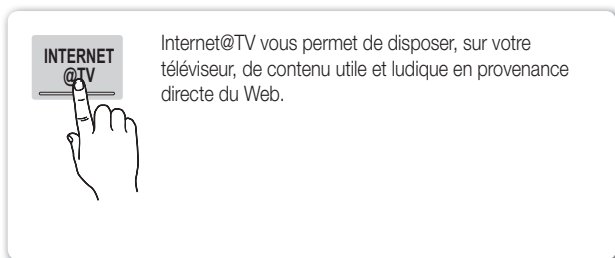 INTERNET
@TV
Internet@TV vous permet de disposer, sur votre
téléviseur, de contenu utile et ludique en provenance
directe du Web.